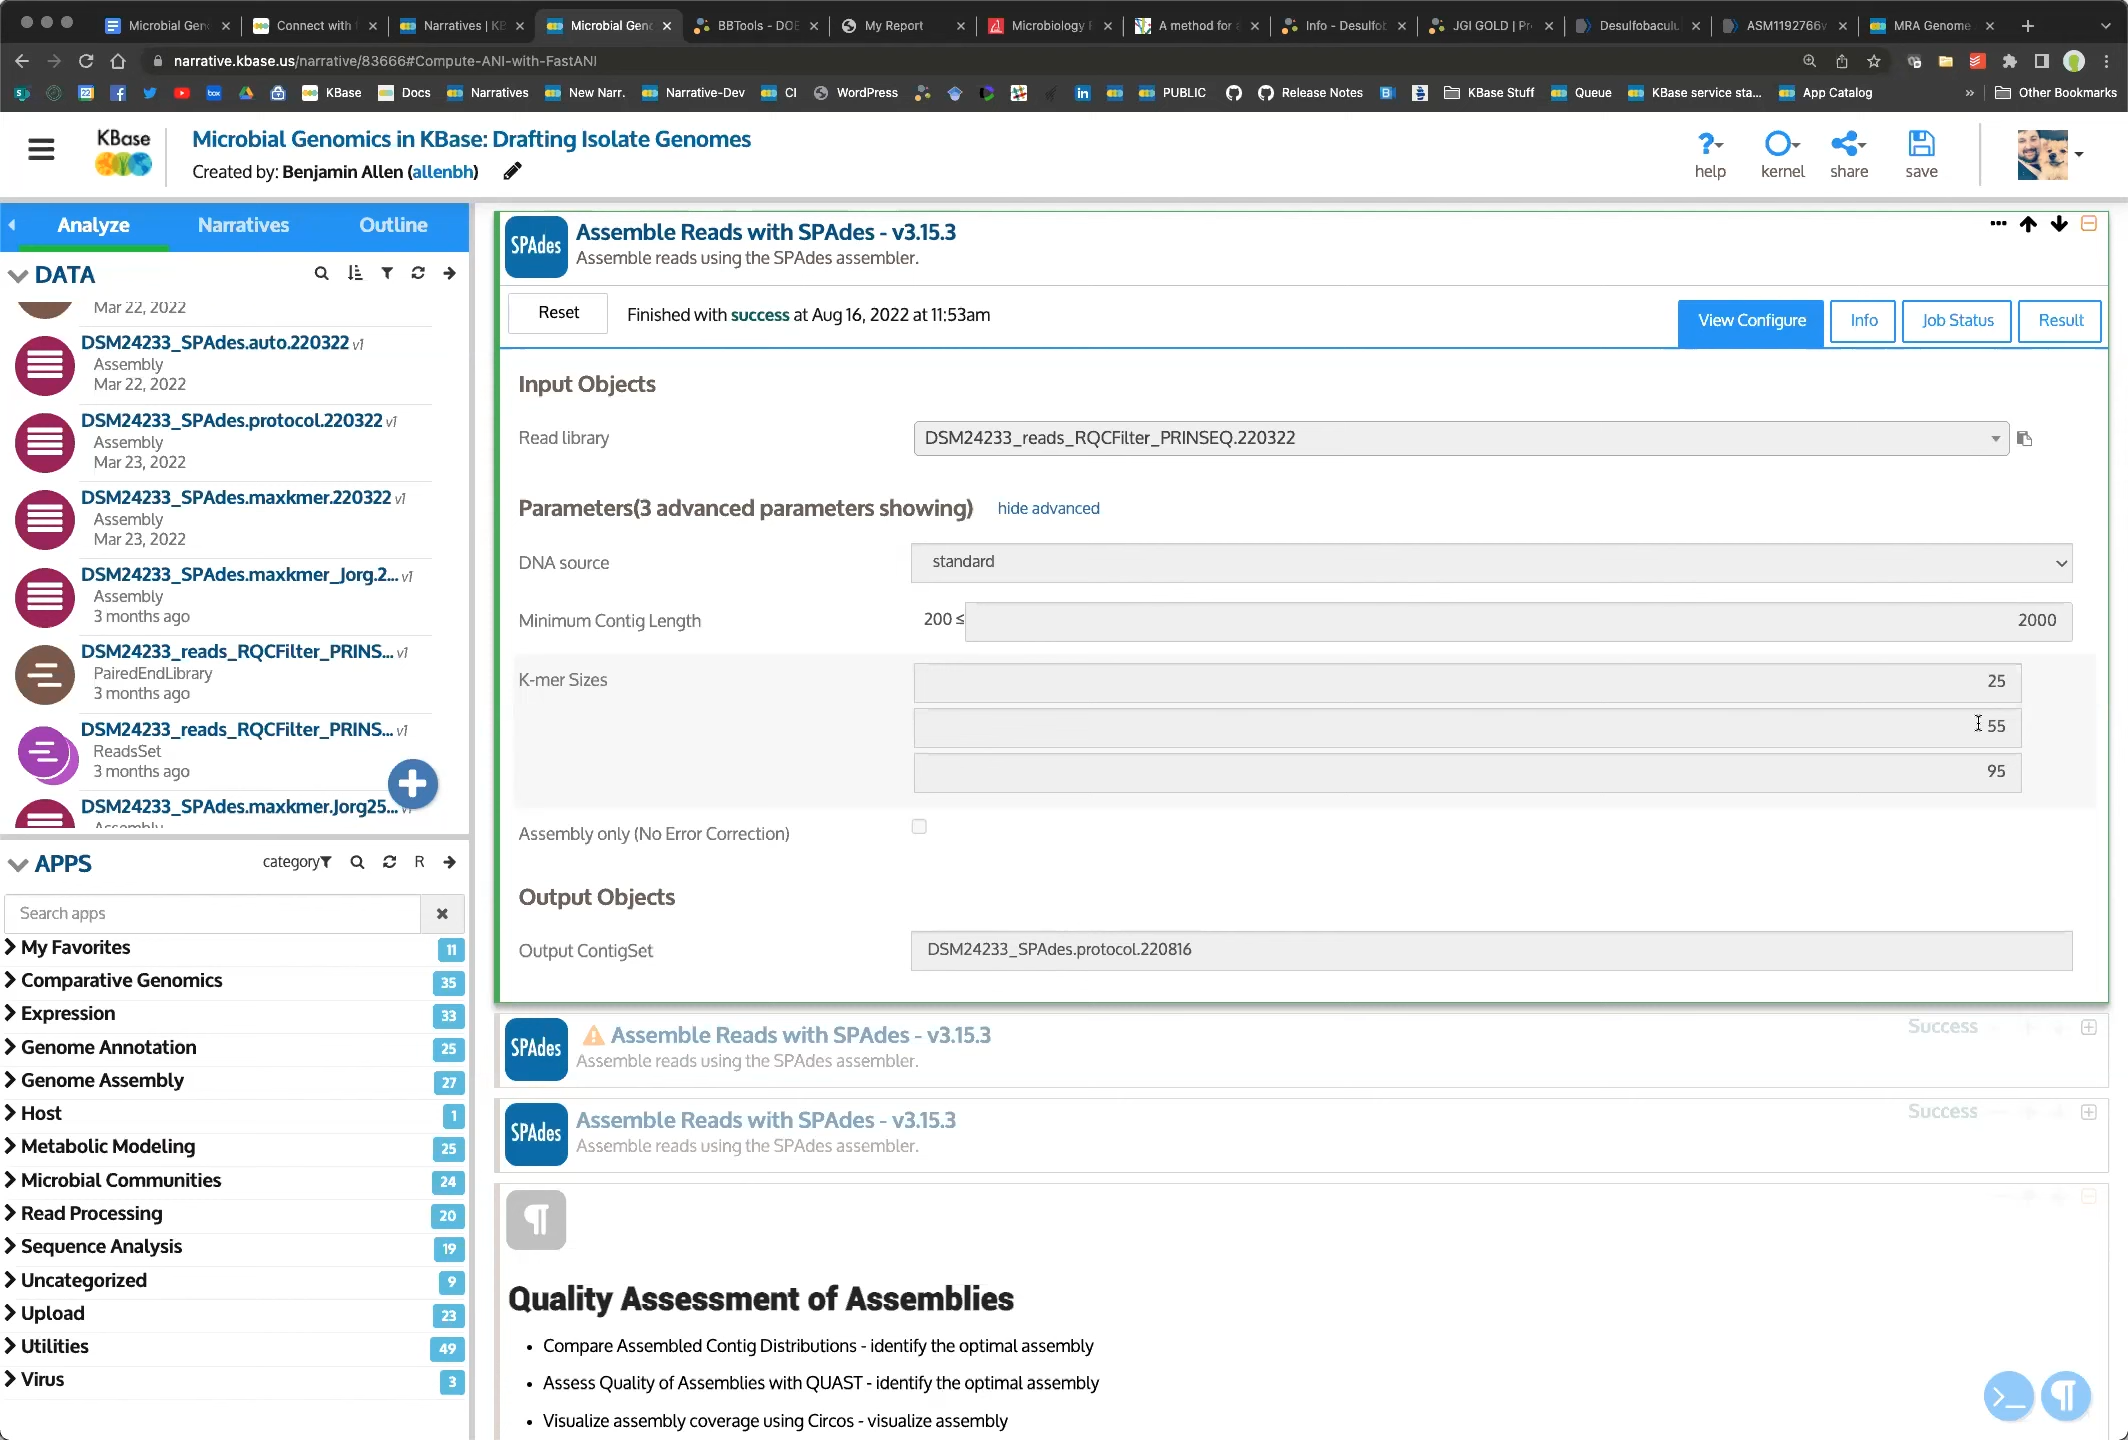 Microbial Gen
Connect with
Narratives | KB
Microbial Gen
BBTools - DOE
My Report
Microbiology
A method for
Info - Desulfob
JGI GOLD | Pr
Desulfobaculu
ASM1192766v
MRA Genome
narrative.kbase.us/narrative/83666#Compute-ANI-with-FastANI
KBase Docs Narratives New Narr. Narrative-Dev CI WordPress PUBLIC Release Notes KBase Stuff Queue KBase service sta... App Catalog » Other Bookmarks
KBase
Microbial Genomics in KBase: Drafting Isolate Genomes
Created by: Benjamin Allen (allenbh)
help kernel share save
Analyze Narratives Outline
DATA
Mar 22, 2022
DSM24233_SPAdes.auto.220322 v1
Assembly
Mar 22, 2022
DSM24233_SPAdes.protocol.220322 v1
Assembly
Mar 23, 2022
DSM24233_SPAdes.maxkmer.220322 v1
Assembly
Mar 23, 2022
DSM24233_SPAdes.maxkmer_Jorg.2... v1
Assembly
3 months ago
DSM24233_reads_RQCFilter_PRINS... v1
PairedEndLibrary
3 months ago
DSM24233_reads_RQCFilter_PRINS... v1
ReadsSet
3 months ago
DSM24233_SPAdes.maxkmer.Jorg25... v1
Assembly
APPS
category R
Search apps
My Favorites 11
Comparative Genomics 35
Expression 33
Genome Annotation 25
Genome Assembly 27
Host 1
Metabolic Modeling 25
Microbial Communities 24
Read Processing 20
Sequence Analysis 19
Uncategorized 9
Upload 23
Utilities 49
Virus 3
SPAdes
Assemble Reads with SPAdes - v3.15.3
Assemble reads using the SPAdes assembler.
Reset
Finished with success at Aug 16, 2022 at 11:53am
View Configure Info Job Status Result
Input Objects
Read library DSM24233_reads_RQCFilter_PRINSEQ.220322
Parameters(3 advanced parameters showing) hide advanced
DNA source standard
Minimum Contig Length 200 ≤ 2000
K-mer Sizes 25
55
95
Assembly only (No Error Correction)
Output Objects
Output ContigSet DSM24233_SPAdes.protocol.220816
SPAdes
Assemble Reads with SPAdes - v3.15.3
Success
Assemble reads using the SPAdes assembler.
SPAdes
Assemble Reads with SPAdes - v3.15.3
Success
Assemble reads using the SPAdes assembler.
Quality Assessment of Assemblies
• Compare Assembled Contig Distributions - identify the optimal assembly
• Assess Quality of Assemblies with QUAST - identify the optimal assembly
• Visualize assembly coverage using Circos - visualize assembly